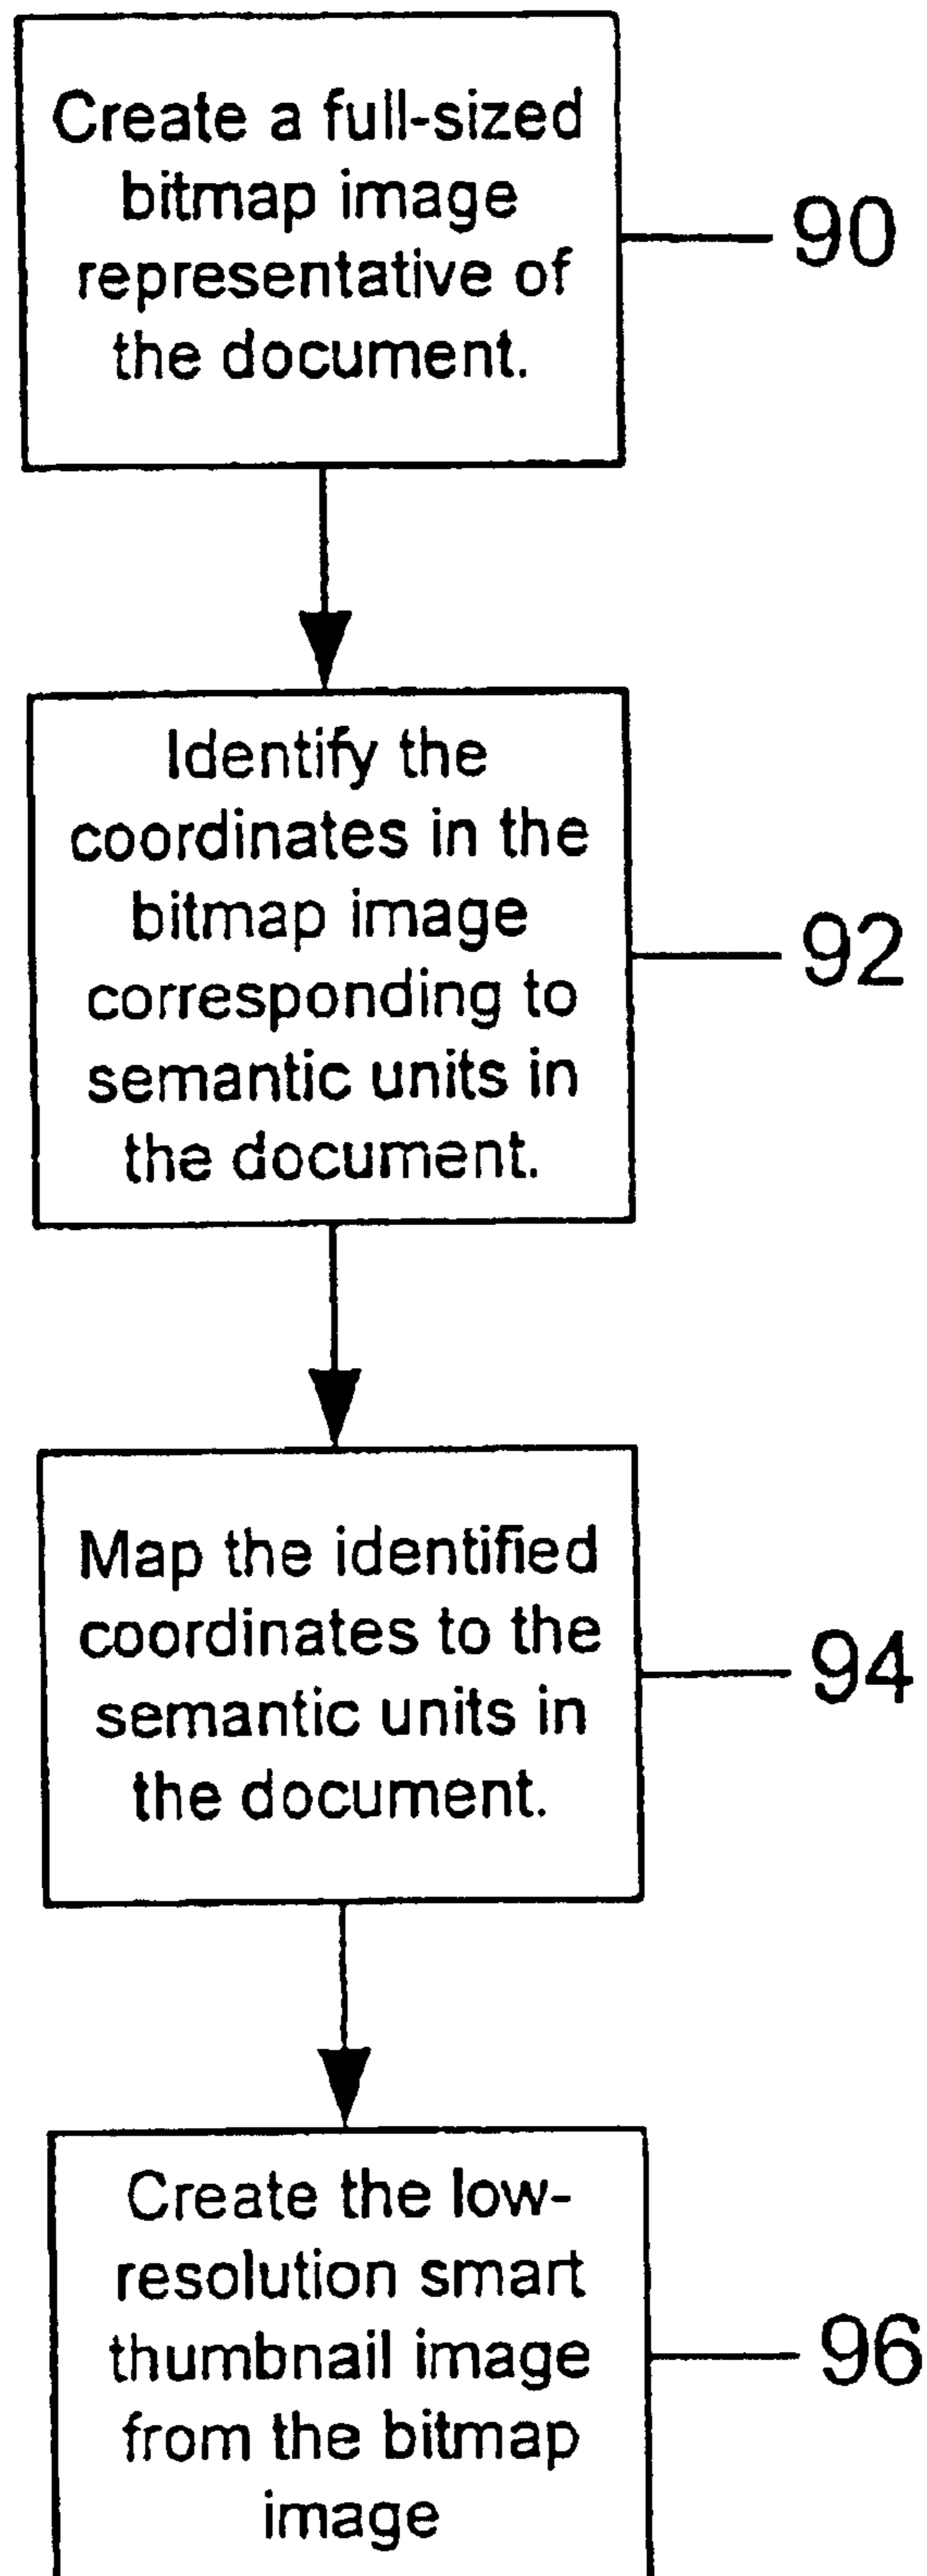 Create a full-sized
bitmap image
representative of
the document.
90
Identify the
coordinates in the
bitmap image
corresponding to
semantic units in
the document.
92
Map the identified
coordinates to the
semantic units in
the document.
94
Create the low-
resolution smart
thumbnail image
from the bitmap
image
96